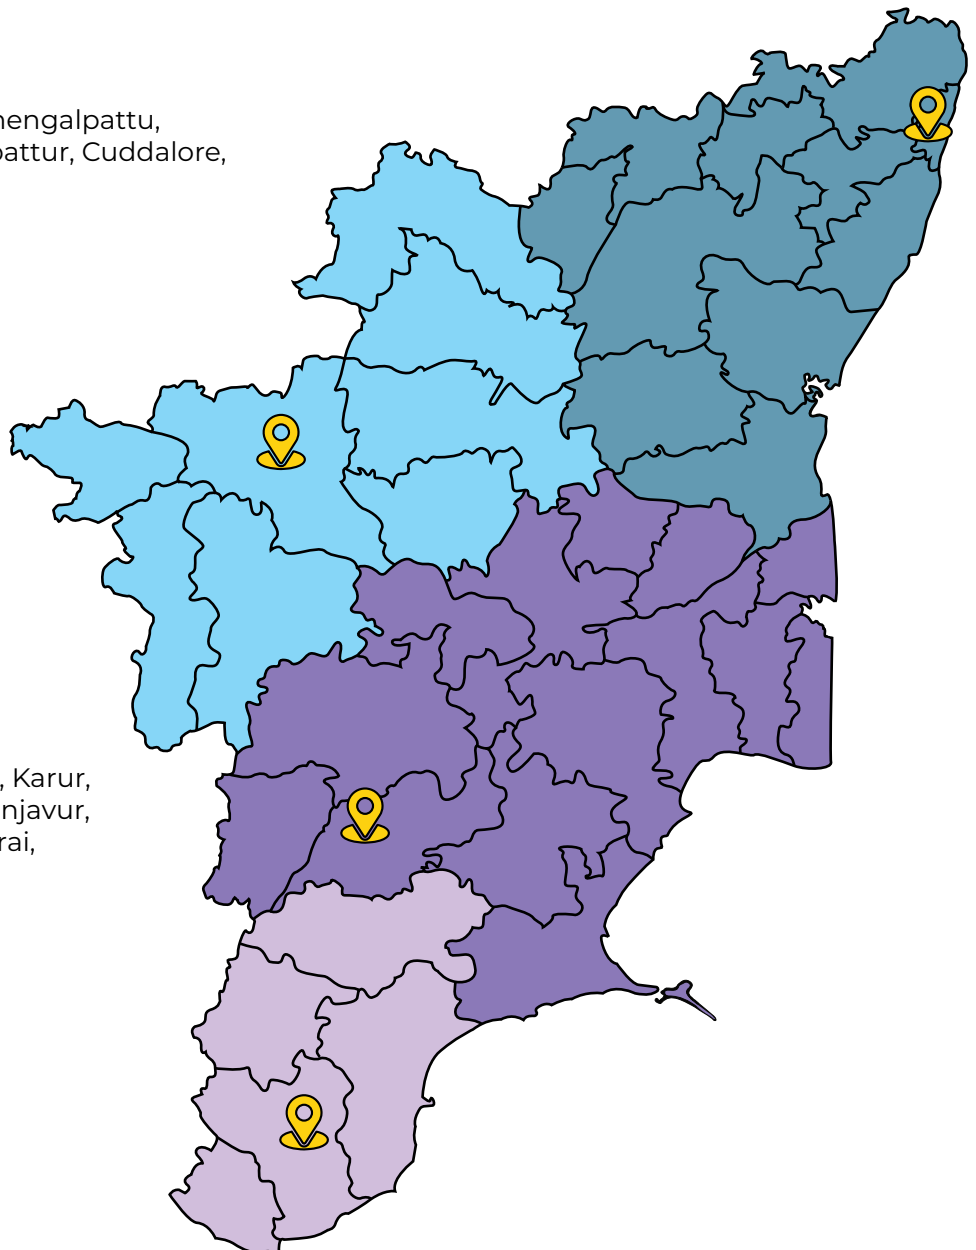 hengalpattu,
pattur, Cuddalore,
, Karur,
njavur,
rai,